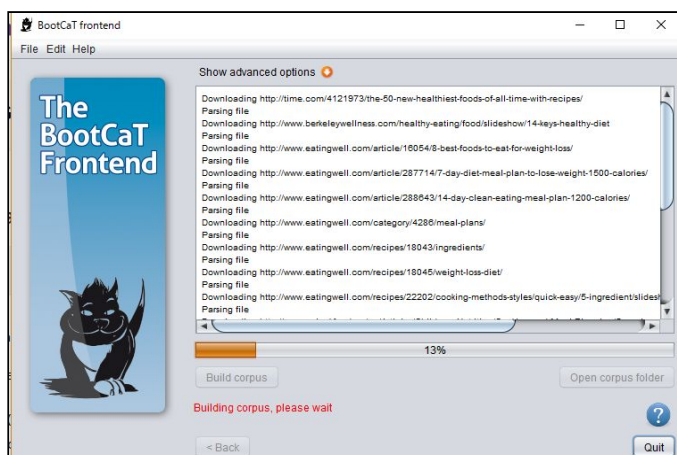 BootCaT frontend
File Edit Help
The
BootCaT
Frontend
Show advanced options
Downloading http://time.com/4121973/the-50-new-healthiest-foods-of-all-time-with-recipes/
Parsing file
Downloading http://www.berkeleywellness.com/healthy-eating/food/slideshow/14-keys-healthy-diet
Parsing file
Downloading http://www.eatingwell.com/article/16054/8-best-foods-to-eat-for-weight-loss/
Parsing file
Downloading http://www.eatingwell.com/article/287714/7-day-diet-meal-plan-to-lose-weight-1500-calories/
Parsing file
Downloading http://www.eatingwell.com/article/288643/14-day-clean-eating-meal-plan-1200-calories/
Parsing file
Downloading http://www.eatingwell.com/category/4286/meal-plans/
Parsing file
Downloading http://www.eatingwell.com/recipes/18043/ingredients/
Parsing file
Downloading http://www.eatingwell.com/recipes/18045/weight-loss-diet/
Parsing file
Downloading http://www.eatingwell.com/recipes/22202/cooking-methods-styles/quick-easy/5-ingredient/slides
Parsing file
13%
Build corpus
Open corpus folder
Building corpus, please wait
?
< Back
Quit